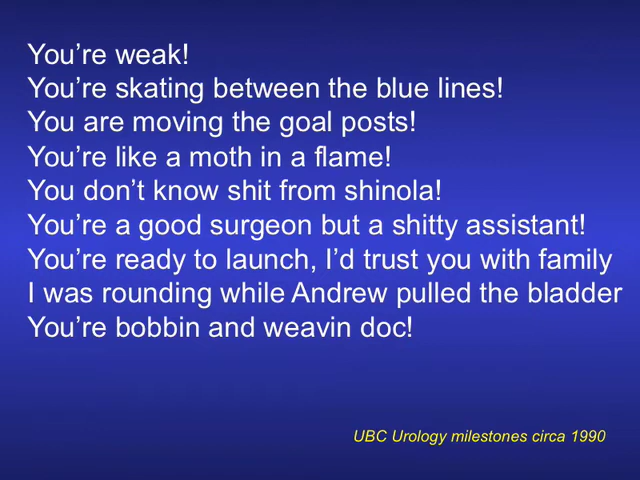 You’re weak!
You’re skating between the blue lines!
You are moving the goal posts!
You’re like a moth in a flame!
You don’t know shit from shinola!
You’re a good surgeon but a shitty assistant!
You’re ready to launch, I’d trust you with family
I was rounding while Andrew pulled the bladder
You’re bobbin and weavin doc!
UBC Urology milestones circa 1990